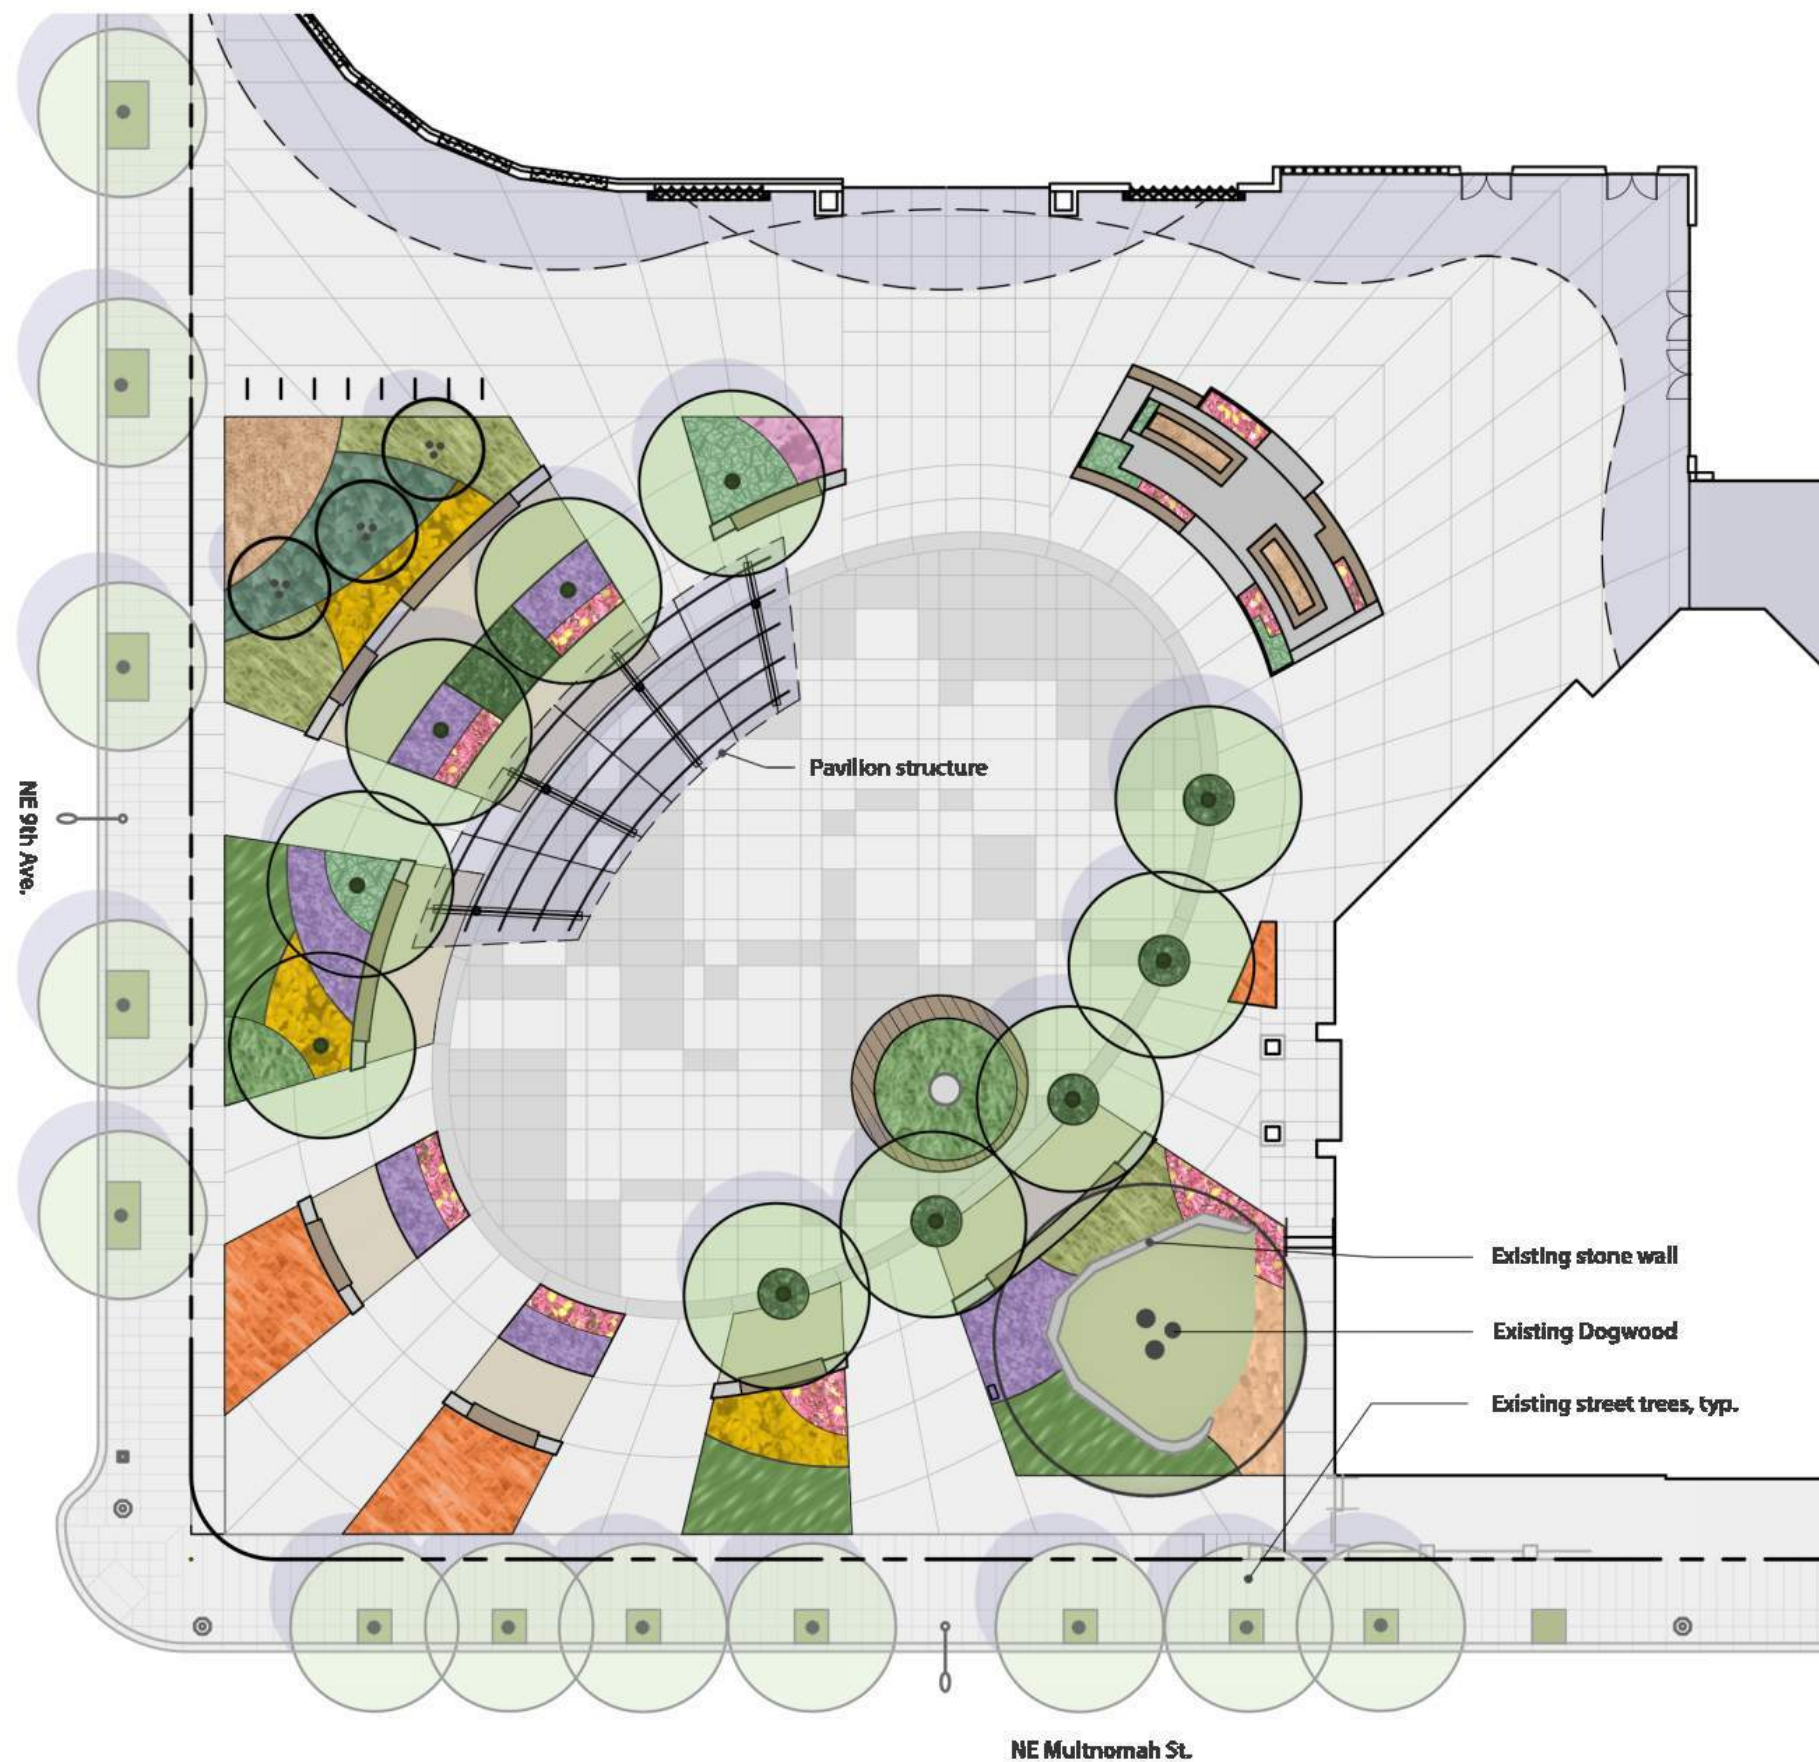 Pavilion structure
NE 9th Ave.
Existing stone wall
Existing Dogwood
Existing street trees, typ.
NE Multnomah St.